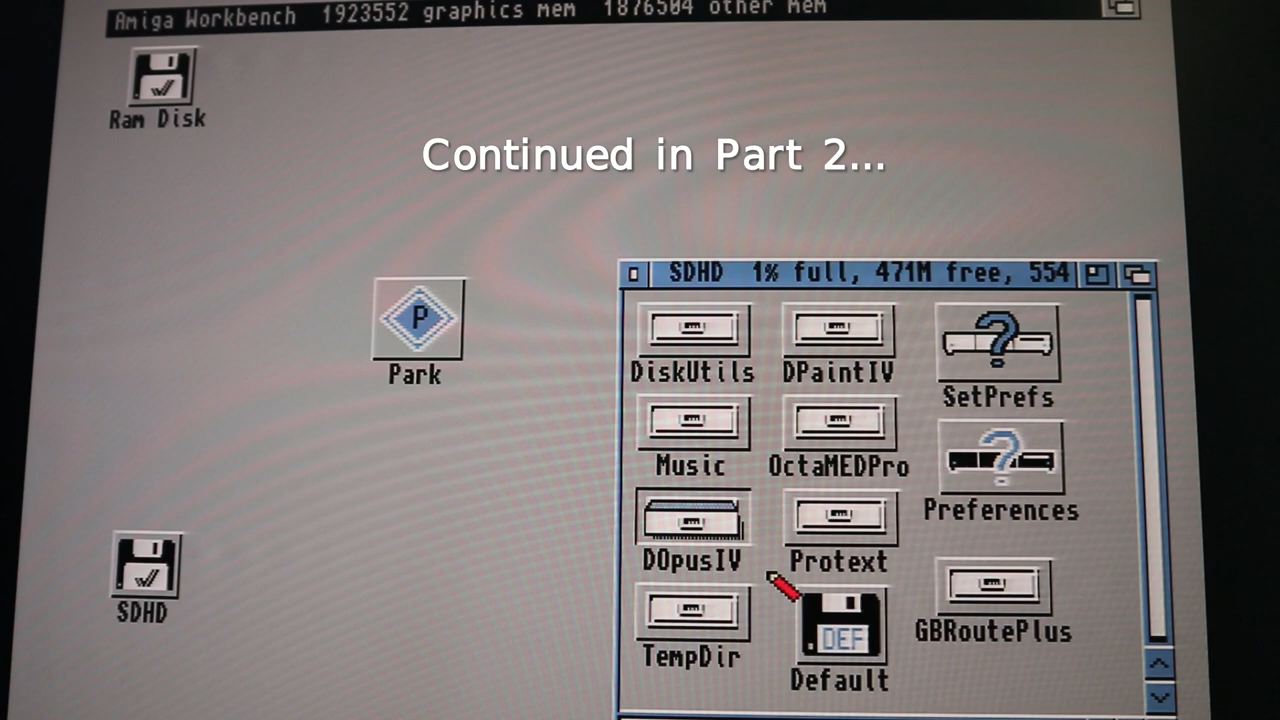 Amiga Workbench 1923552 graphics mem 1876504 other mem
Ram Disk
Continued in Part 2...
P
Park
SDHD 1% full, 471M free, 554
DiskUtils DPaintIV SetPrefs
Music OctaMEDPro Preferences
DOpusIV Protext
DEF
TempDir Default GBRoutePlus
SDHD